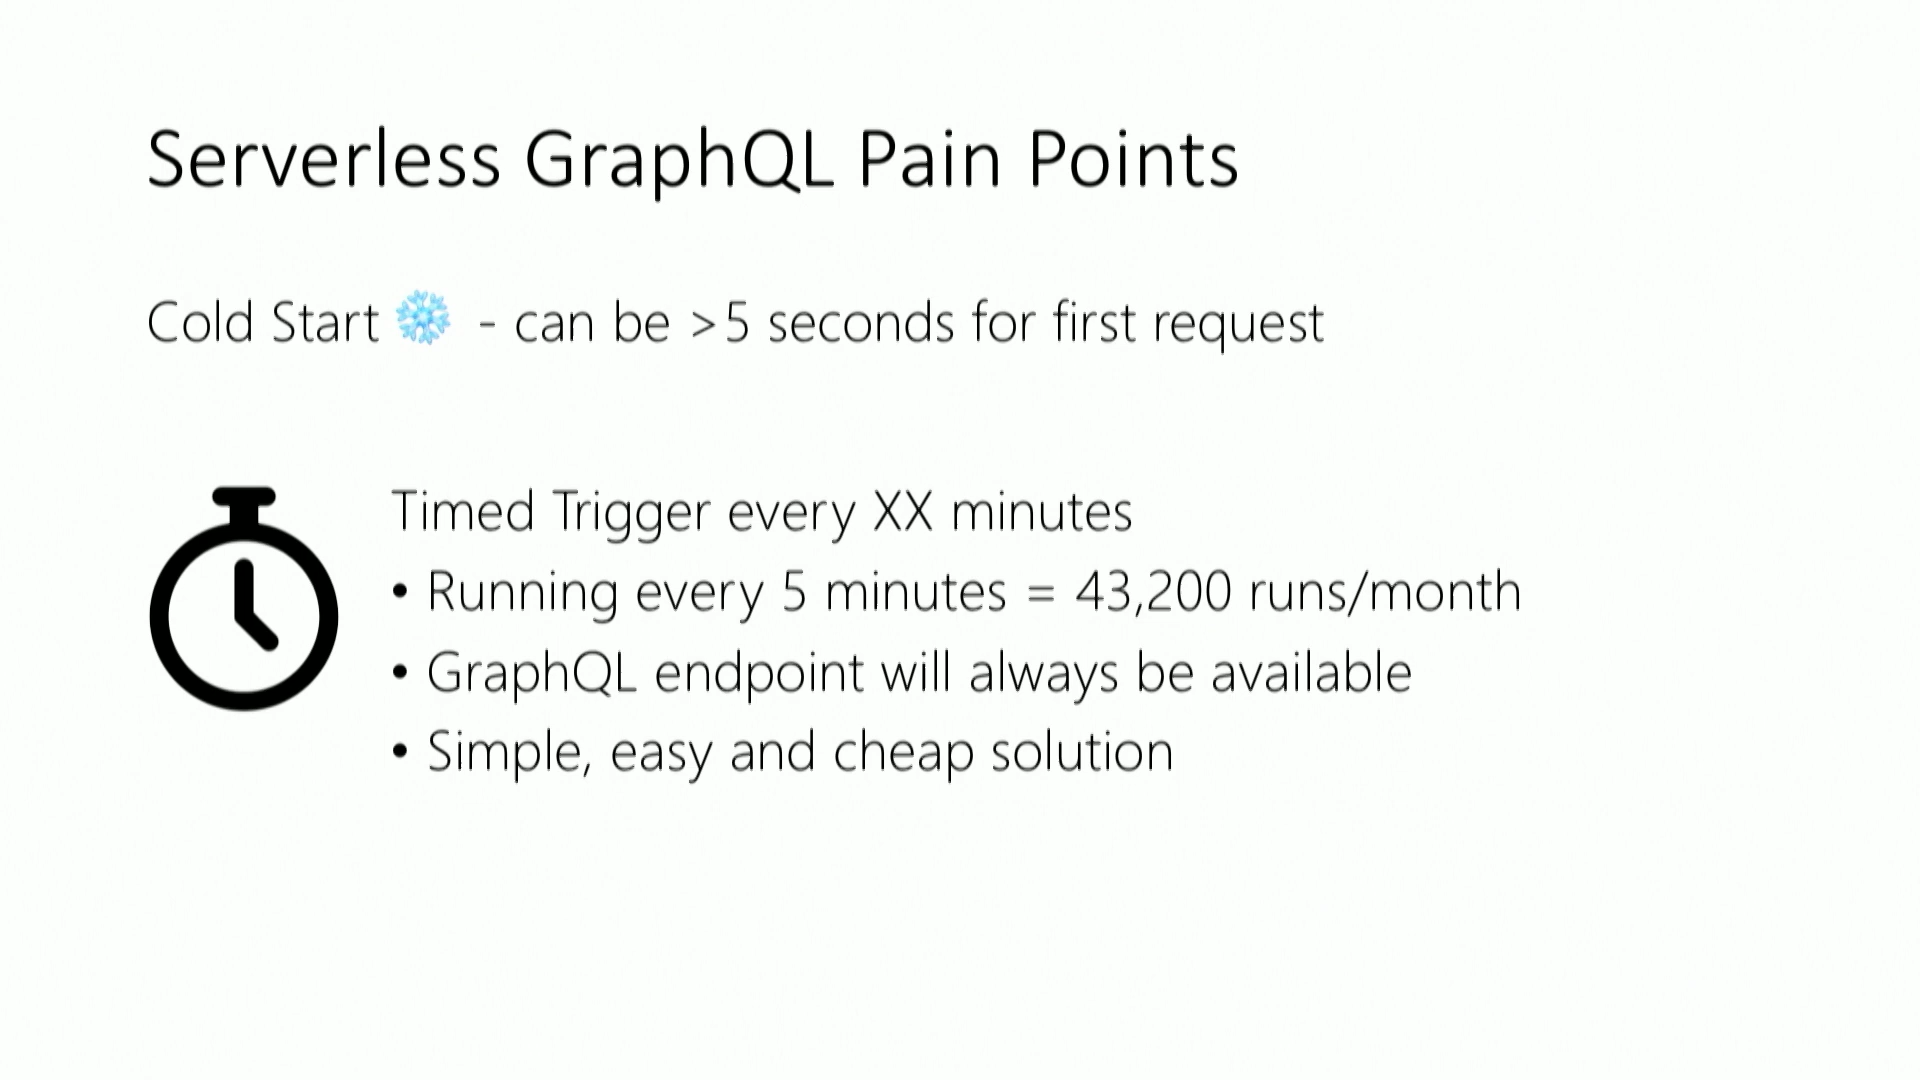 Serverless GraphQL Pain Points
Cold Start ❄️ - can be >5 seconds for first request
Timed Trigger every XX minutes
• Running every 5 minutes = 43,200 runs/month
• GraphQL endpoint will always be available
• Simple, easy and cheap solution